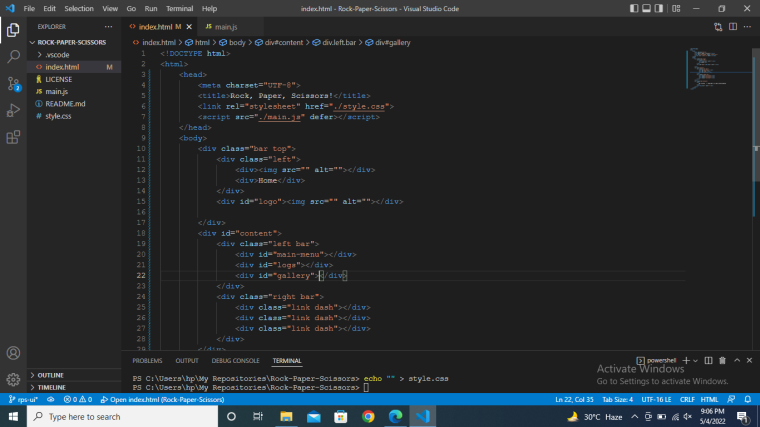 File Edit Selection View Go Run Terminal Help
index.html - Rock-Paper-Scissors - Visual Studio Code
EXPLORER
index.html M
main.js
index.html > html > body > div#content > div.left.bar > div#gallery
ROCK-PAPER-SCISSORS
.vscode
index.html M
LICENSE
main.js
README.md
style.css
2
1 <!DOCTYPE html>
2 <html>
3 <head>
4 <meta charset="UTF-8">
5 <title>Rock, Paper, Scissors!</title>
6 <link rel="stylesheet" href="./style.css">
7 <script src="./main.js" defer></script>
8 </head>
9 <body>
10 <div class="bar top">
11 <div class="left">
12 <div><img src="" alt=""></div>
13 <div>Home</div>
14 </div>
15 <div id="logo"><img src="" alt=""></div>
16
17 </div>
18 <div id="content">
19 <div class="left bar">
20 <div id="main-menu"></div>
21 <div id="logs"></div>
22 <div id="gallery"></div>
23 </div>
24 <div class="right bar">
25 <div class="link dash"></div>
26 <div class="link dash"></div>
27 <div class="link dash"></div>
28 </div>
29 </div>
OUTLINE
TIMELINE
PROBLEMS OUTPUT DEBUG CONSOLE TERMINAL
powershell
PS C:\Users\hp\My Repositories\Rock-Paper-Scissors> echo "" > style.css
PS C:\Users\hp\My Repositories\Rock-Paper-Scissors>
Activate Windows
Go to Settings to activate Windows.
rps-ui* 0 0 Open index.html (Rock-Paper-Scissors)
Ln 22, Col 35 Tab Size: 4 UTF-16 LE CRLF HTML
Type here to search
30°C Haze
9:06 PM
5/4/2022